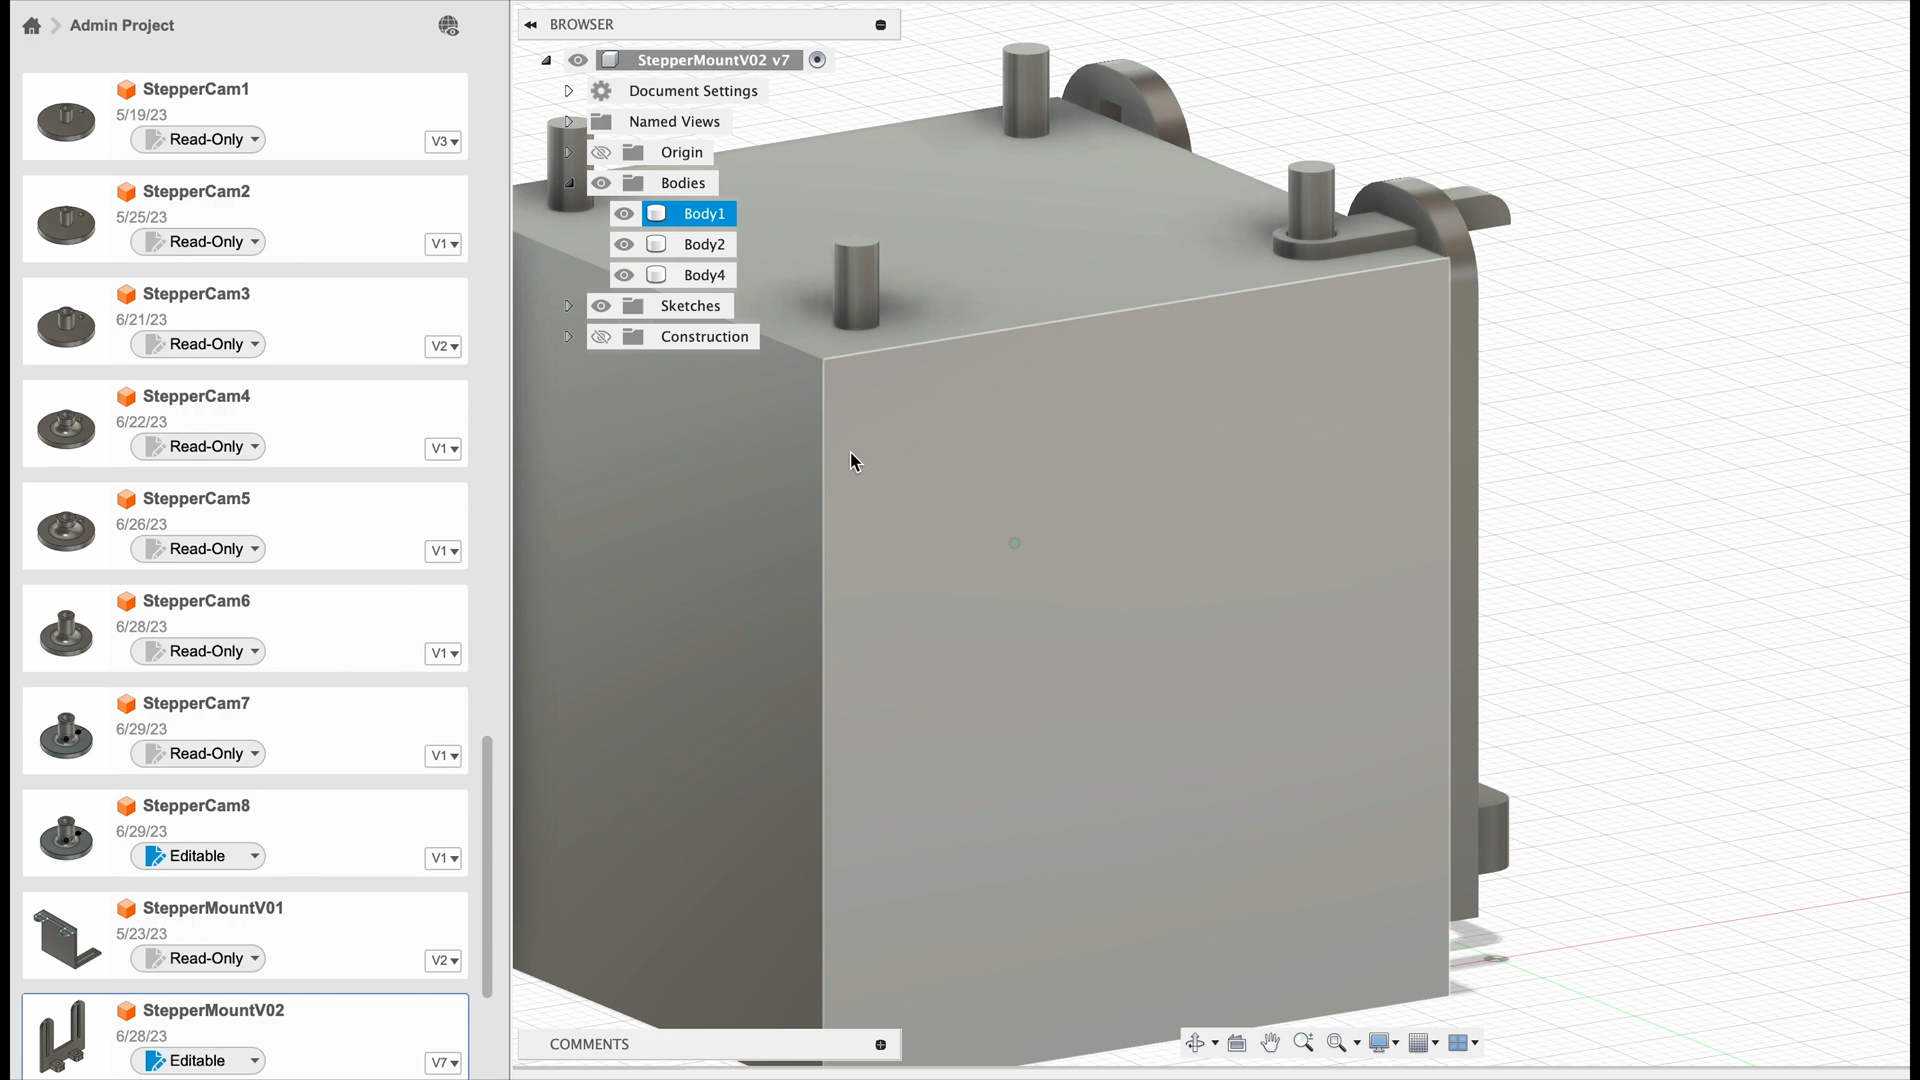 Admin Project
StepperCam1
5/19/23
Read-Only
V3
StepperCam2
5/25/23
Read-Only
V1
StepperCam3
6/21/23
Read-Only
V2
StepperCam4
6/22/23
Read-Only
V1
StepperCam5
6/26/23
Read-Only
V1
StepperCam6
6/28/23
Read-Only
V1
StepperCam7
6/29/23
Read-Only
V1
StepperCam8
6/29/23
Editable
V1
StepperMountV01
5/23/23
Read-Only
V2
StepperMountV02
6/28/23
Editable
V7
BROWSER
StepperMountV02 v7
Document Settings
Named Views
Origin
Bodies
Body1
Body2
Body4
Sketches
Construction
COMMENTS